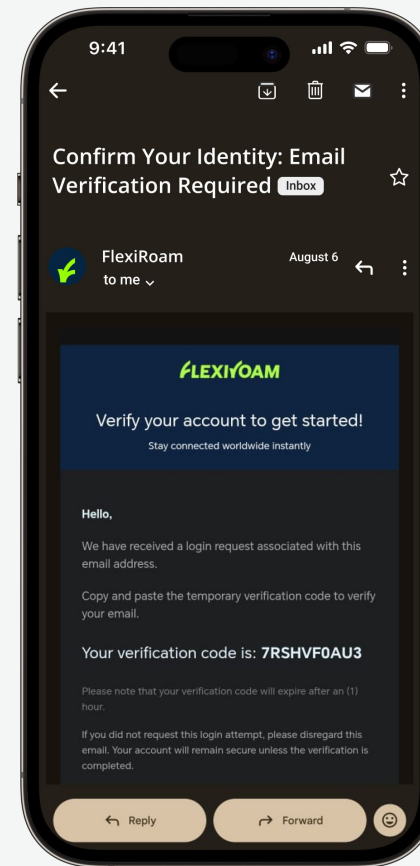 9:41
Confirm Your Identity: Email
Verification Required Inbox
FlexiRoam August 6
to me
FLEXIROAM
Verify your account to get started!
Stay connected worldwide instantly
Hello,
We have received a login request associated with this
email address.
Copy and paste the temporary verification code to verify
your email.
Your verification code is: 7RSHVF0AU3
Please note that your verification code will expire after an (1)
hour.
If you did not request this login attempt, please disregard this
email. Your account will remain secure unless the verification is
completed.
Reply Forward